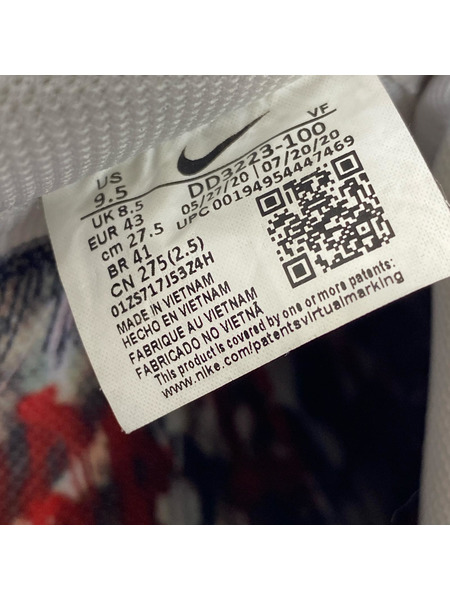 VF
US
9.5
DD3223-100
UK 8.5
05/27/20 07/20/20
EUR 43
UPC 00194954447469
cm 27.5
BR 41
CN 275(2.5)
01ZS717J53Z4H
MADE IN VIETNAM
HECHO EN VIETNAM
FABRIQUE AU VIETNAM
FABRICADO NO VIETNÃ
This product is covered by one or more patents:
www.nike.com/patentsvirtualmarking